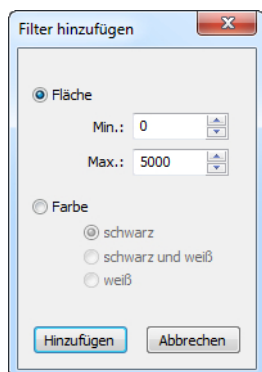 Filter hinzufügen
Fläche
Min.: 0
Max.: 5000
Farbe
schwarz
schwarz und weiß
weiß
Hinzufügen Abbrechen